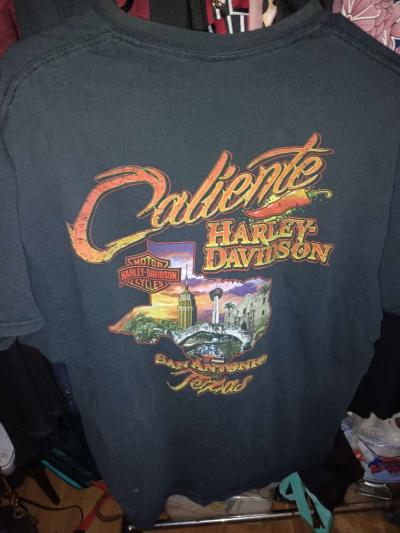 Caliente
HARLEY-
DAVIDSON
MOTOR
HARLEY-DAVIDSON
CYCLES
SAN ANTONIO
Texas